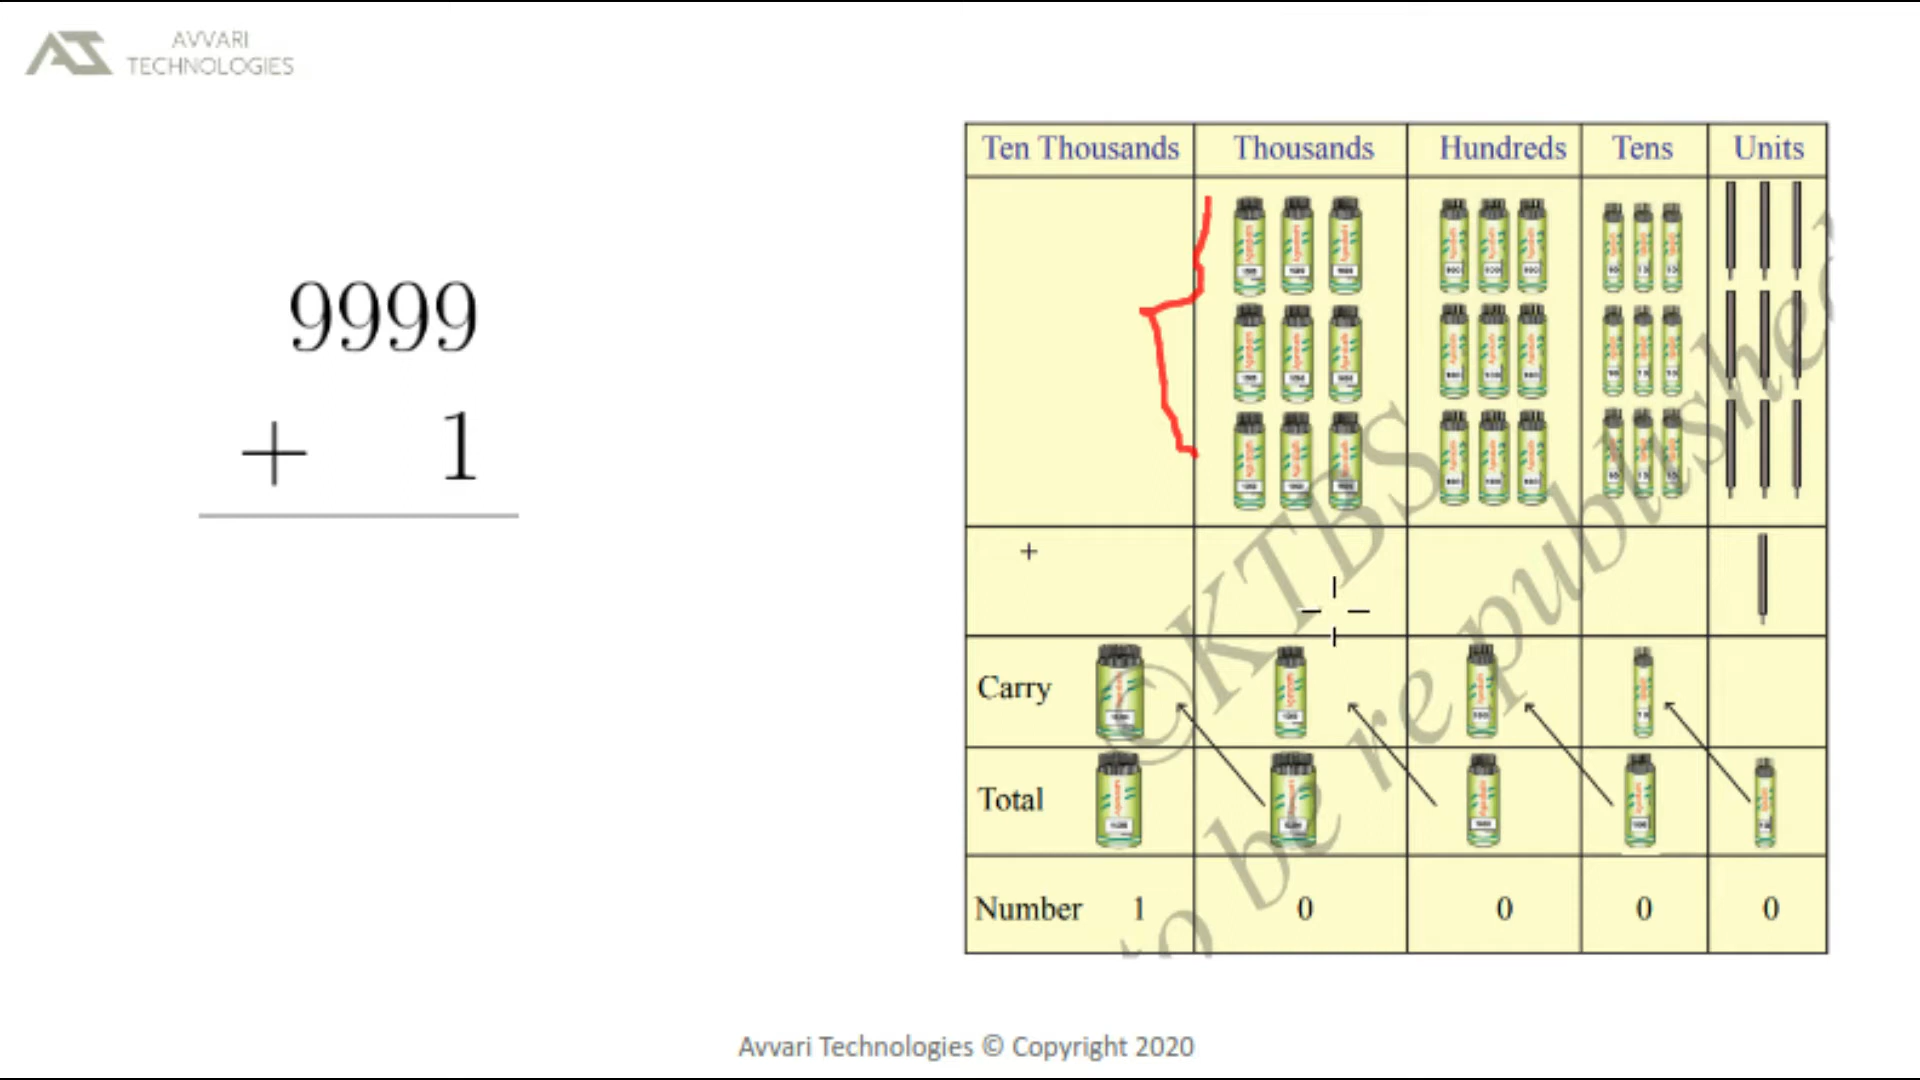 AVVARI
TECHNOLOGIES
9999
+ 1
Ten Thousands Thousands Hundreds Tens Units
+
Carry
Total
Number 1 0 0 0 0
©KTBS
to be republished
Avvari Technologies © Copyright 2020